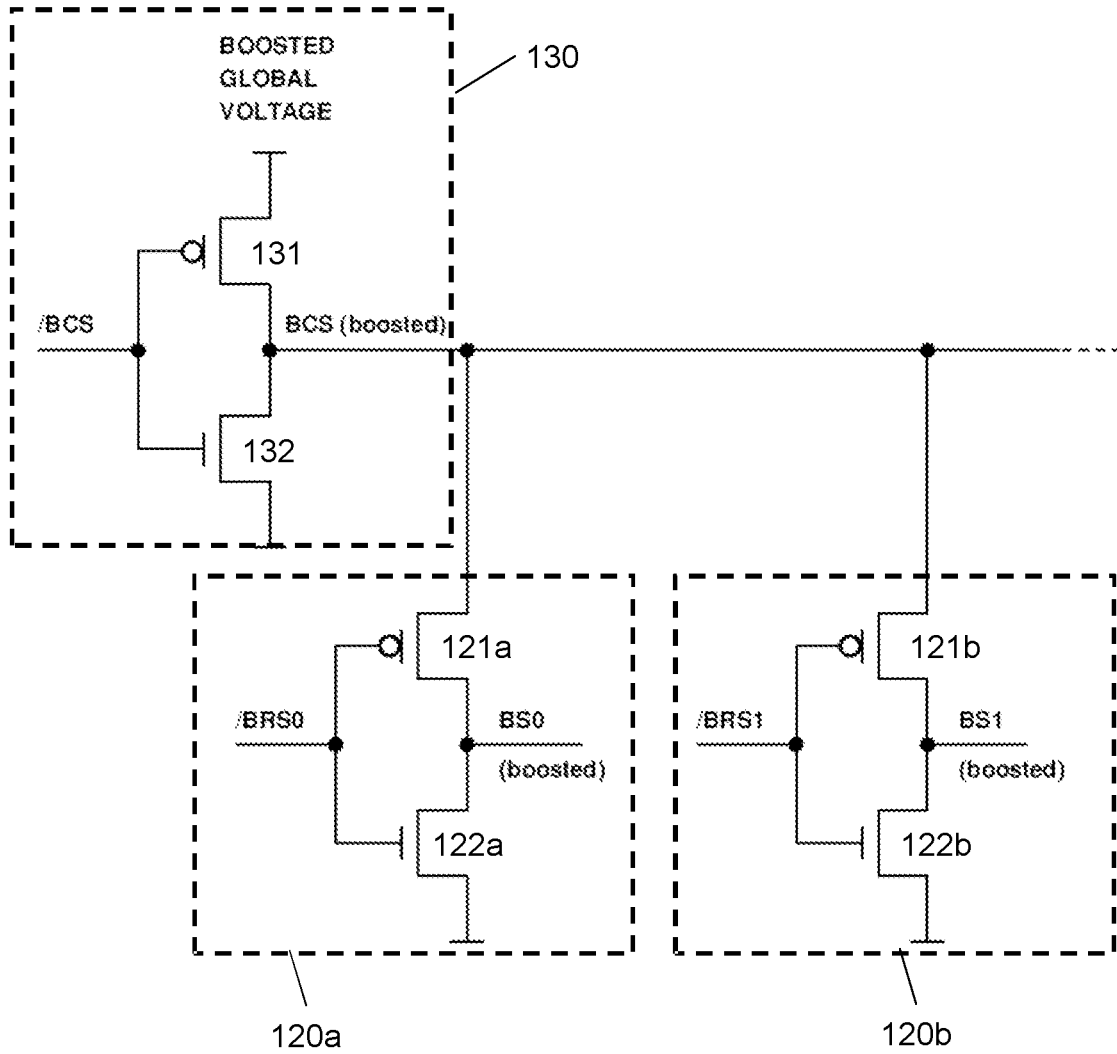 BOOSTED
GLOBAL
VOLTAGE
130
131
/BCS
BCS (boosted)
132
121a
121b
/BRS0
BS0
(boosted)
/BRS1
BS1
(boosted)
122a
122b
120a
120b